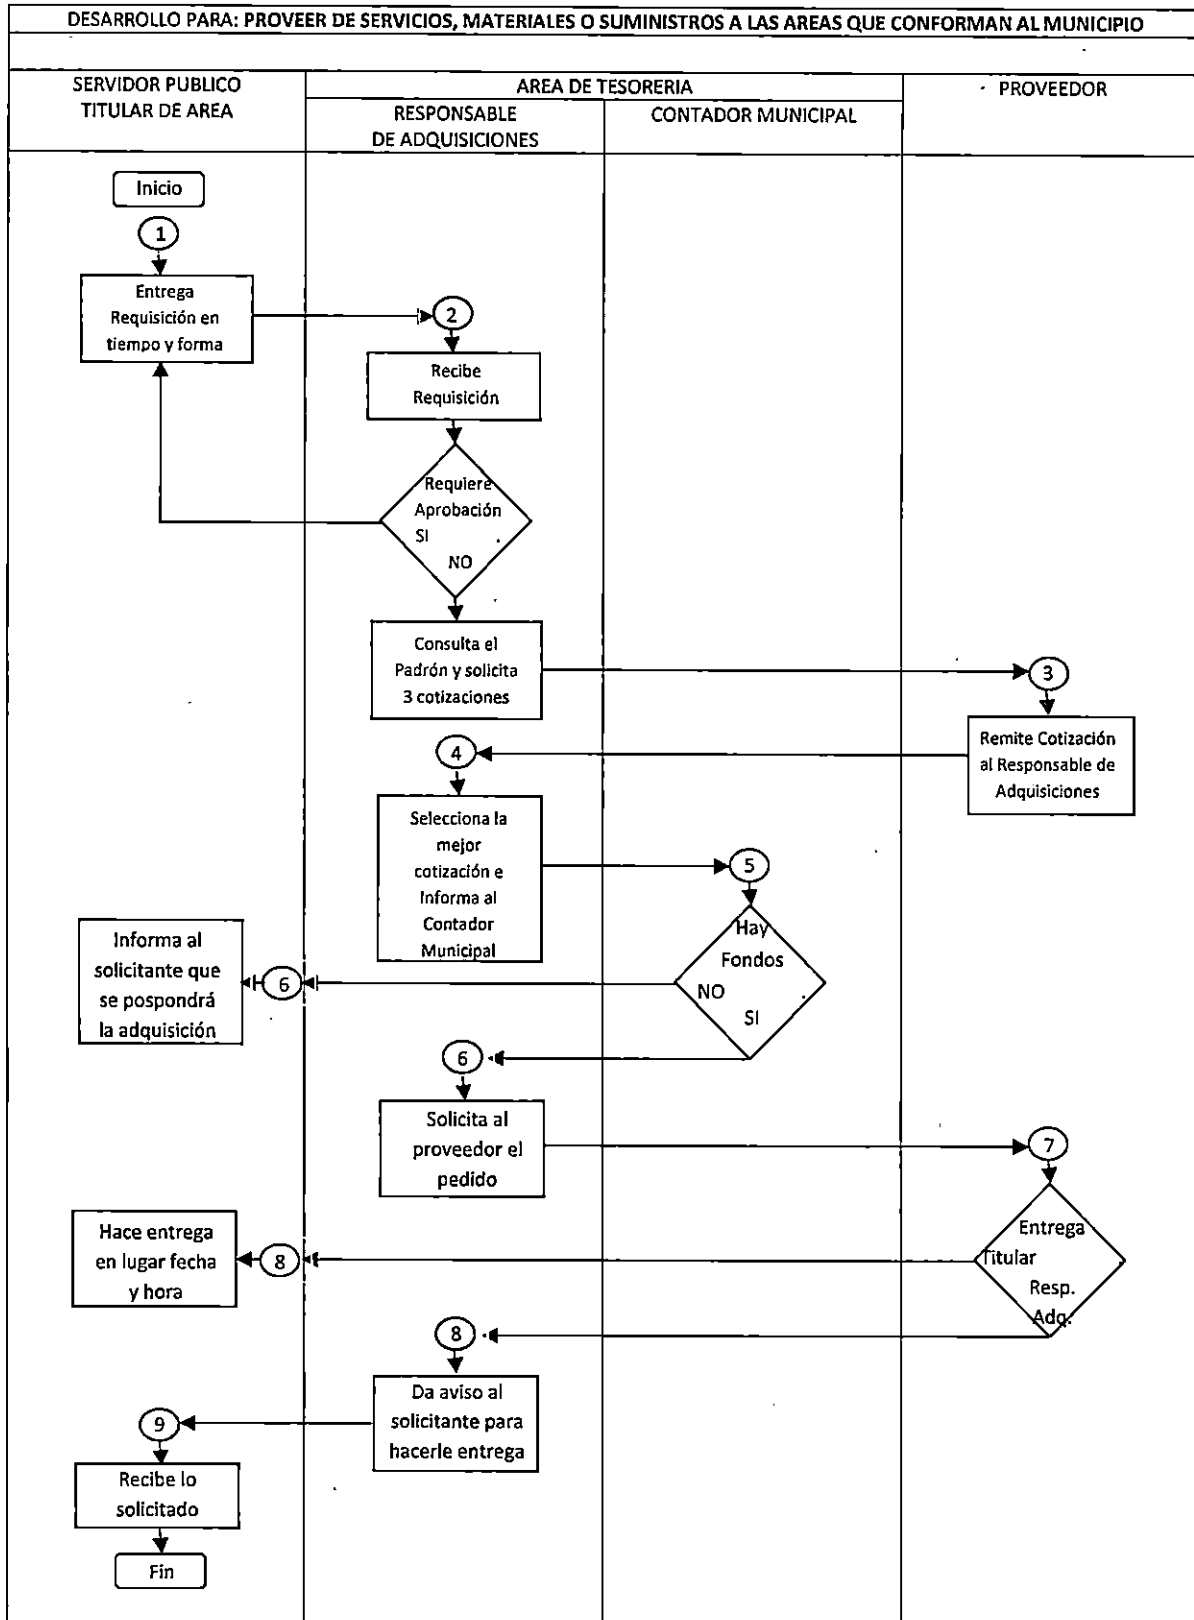 DESARROLLO PARA: PROVEER DE SERVICIOS, MATERIALES O SUMINISTROS A LAS AREAS QUE CONFORMAN AL MUNICIPIO
SERVIDOR PUBLICO
TITULAR DE AREA
AREA DE TESORERIA
RESPONSABLE
DE ADQUISICIONES
CONTADOR MUNICIPAL
PROVEEDOR
Inicio
1
Entrega
Requisición en
tiempo y forma
2
Recibe
Requisición
Requiere
Aprobación
SI
NO
Consulta el
Padrón y solicita
3 cotizaciones
3
Remite Cotización
al Responsable de
Adquisiciones
4
Selecciona la
mejor
cotización e
Informa al
Contador
Municipal
5
Hay
Fondos
NO
SI
6
Informa al
solicitante que
se pospondrá
la adquisición
6
Solicita al
proveedor el
pedido
7
Entrega
Titular
Resp.
Adq.
8
Hace entrega
en lugar fecha
y hora
8
Da aviso al
solicitante para
hacerle entrega
9
Recibe lo
solicitado
Fin